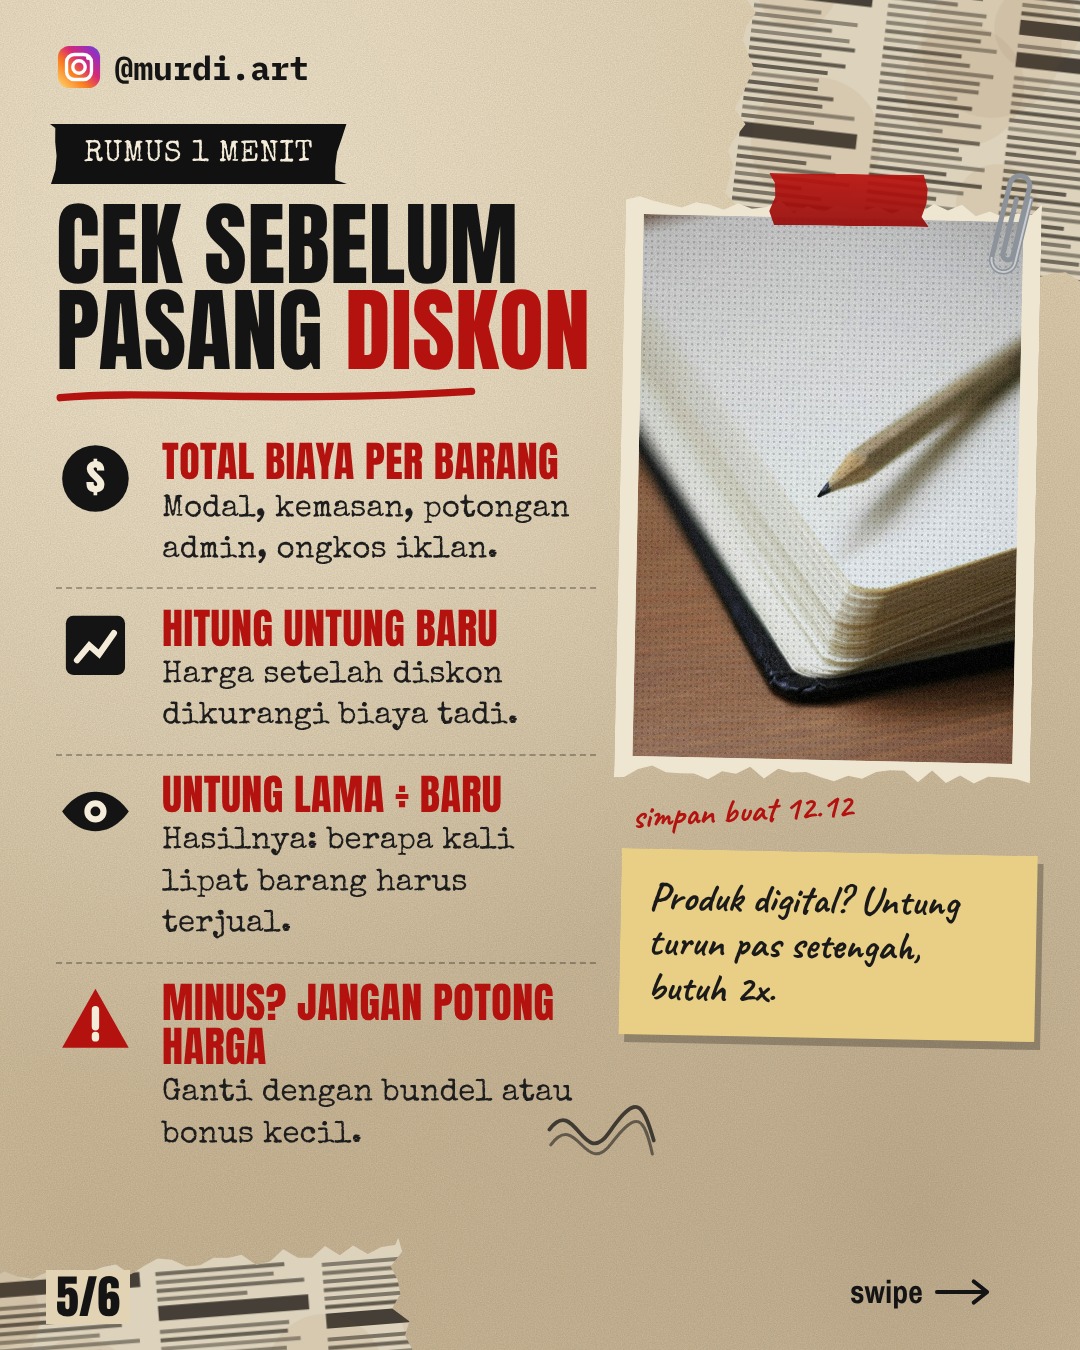 @murdi.art
RUMUS 1 MENIT
CEK SEBELUM
PASANG DISKON
TOTAL BIAYA PER BARANG
Modal, kemasan, potongan
admin, ongkos iklan.
HITUNG UNTUNG BARU
Harga setelah diskon
dikurangi biaya tadi.
UNTUNG LAMA ÷ BARU
Hasilnya: berapa kali
lipat barang harus
terjual.
MINUS? JANGAN POTONG
HARGA
Ganti dengan bundel atau
bonus kecil.
simpan buat 12.12
Produk digital? Untung
turun pas setengah,
butuh 2x.
5/6
swipe →